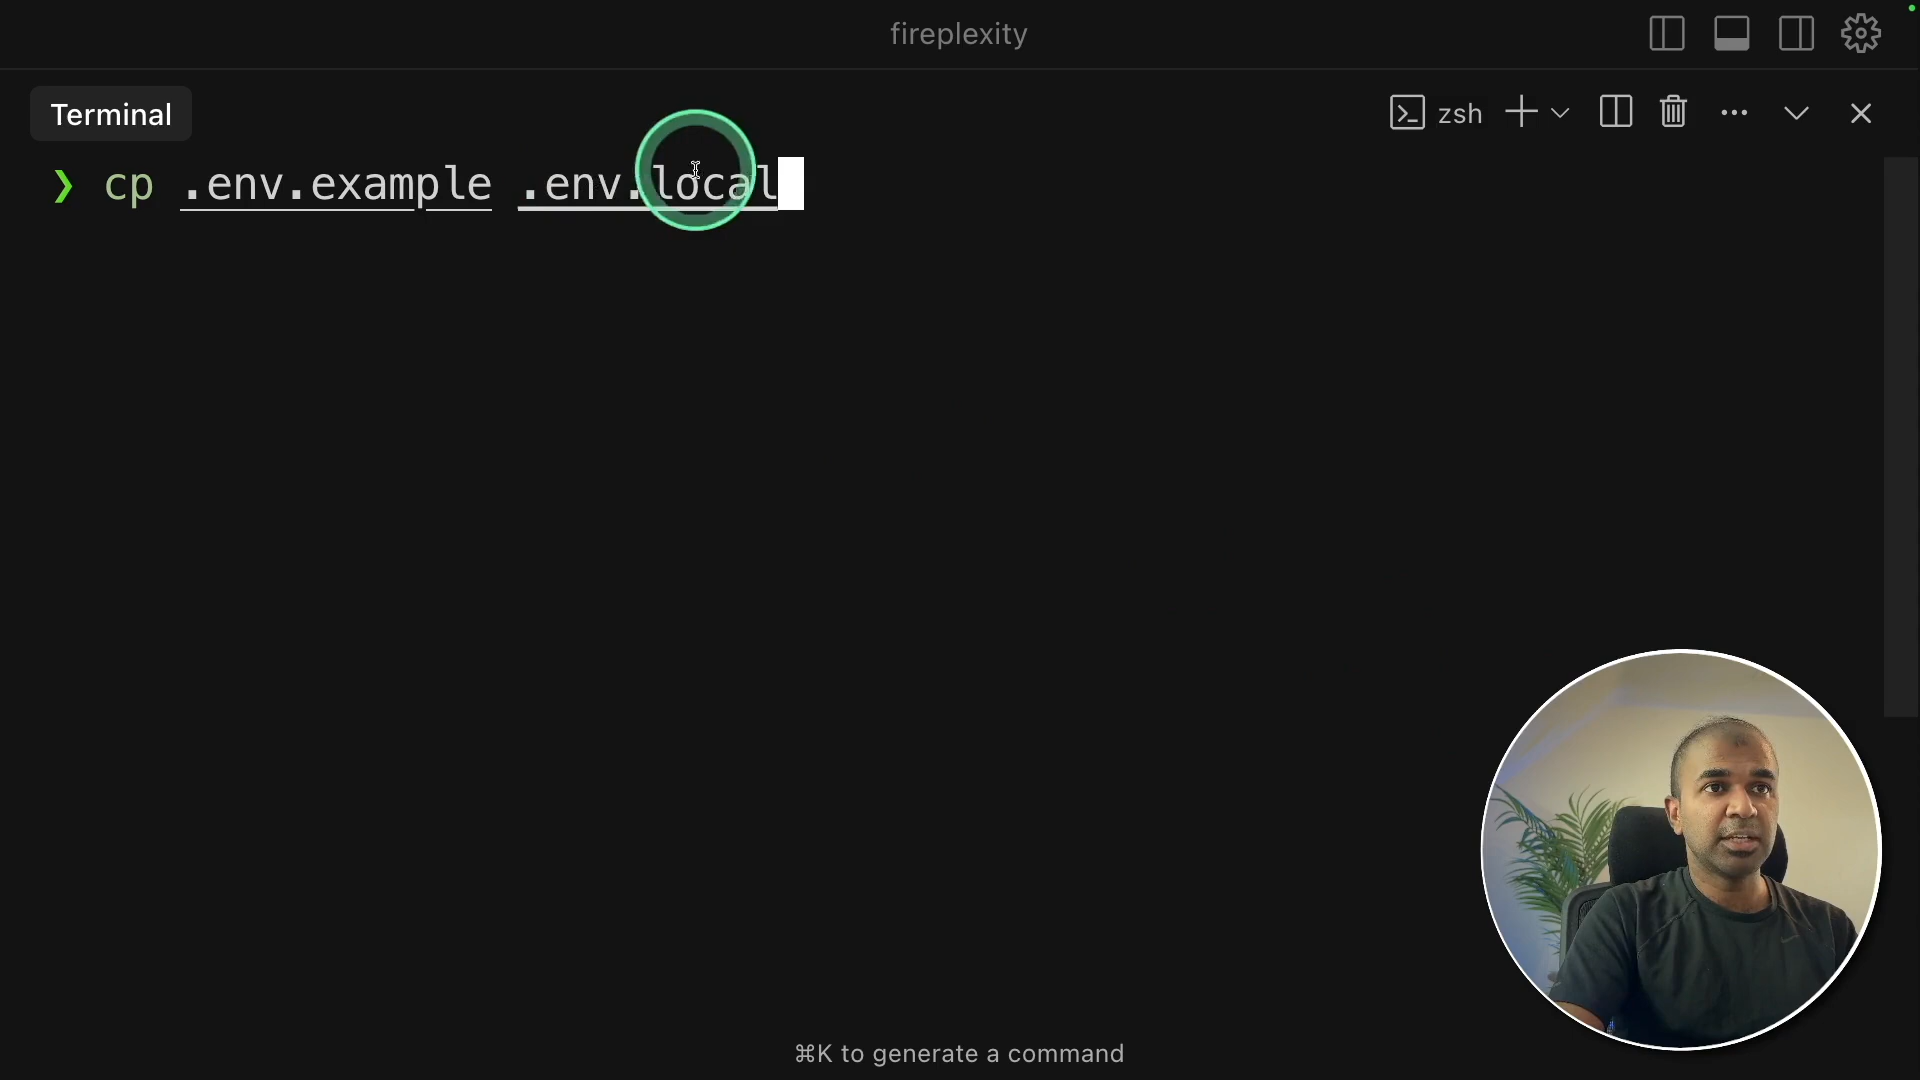 fireplexity
Terminal
zsh
❯ cp .env.example .env.local
⌘K to generate a command